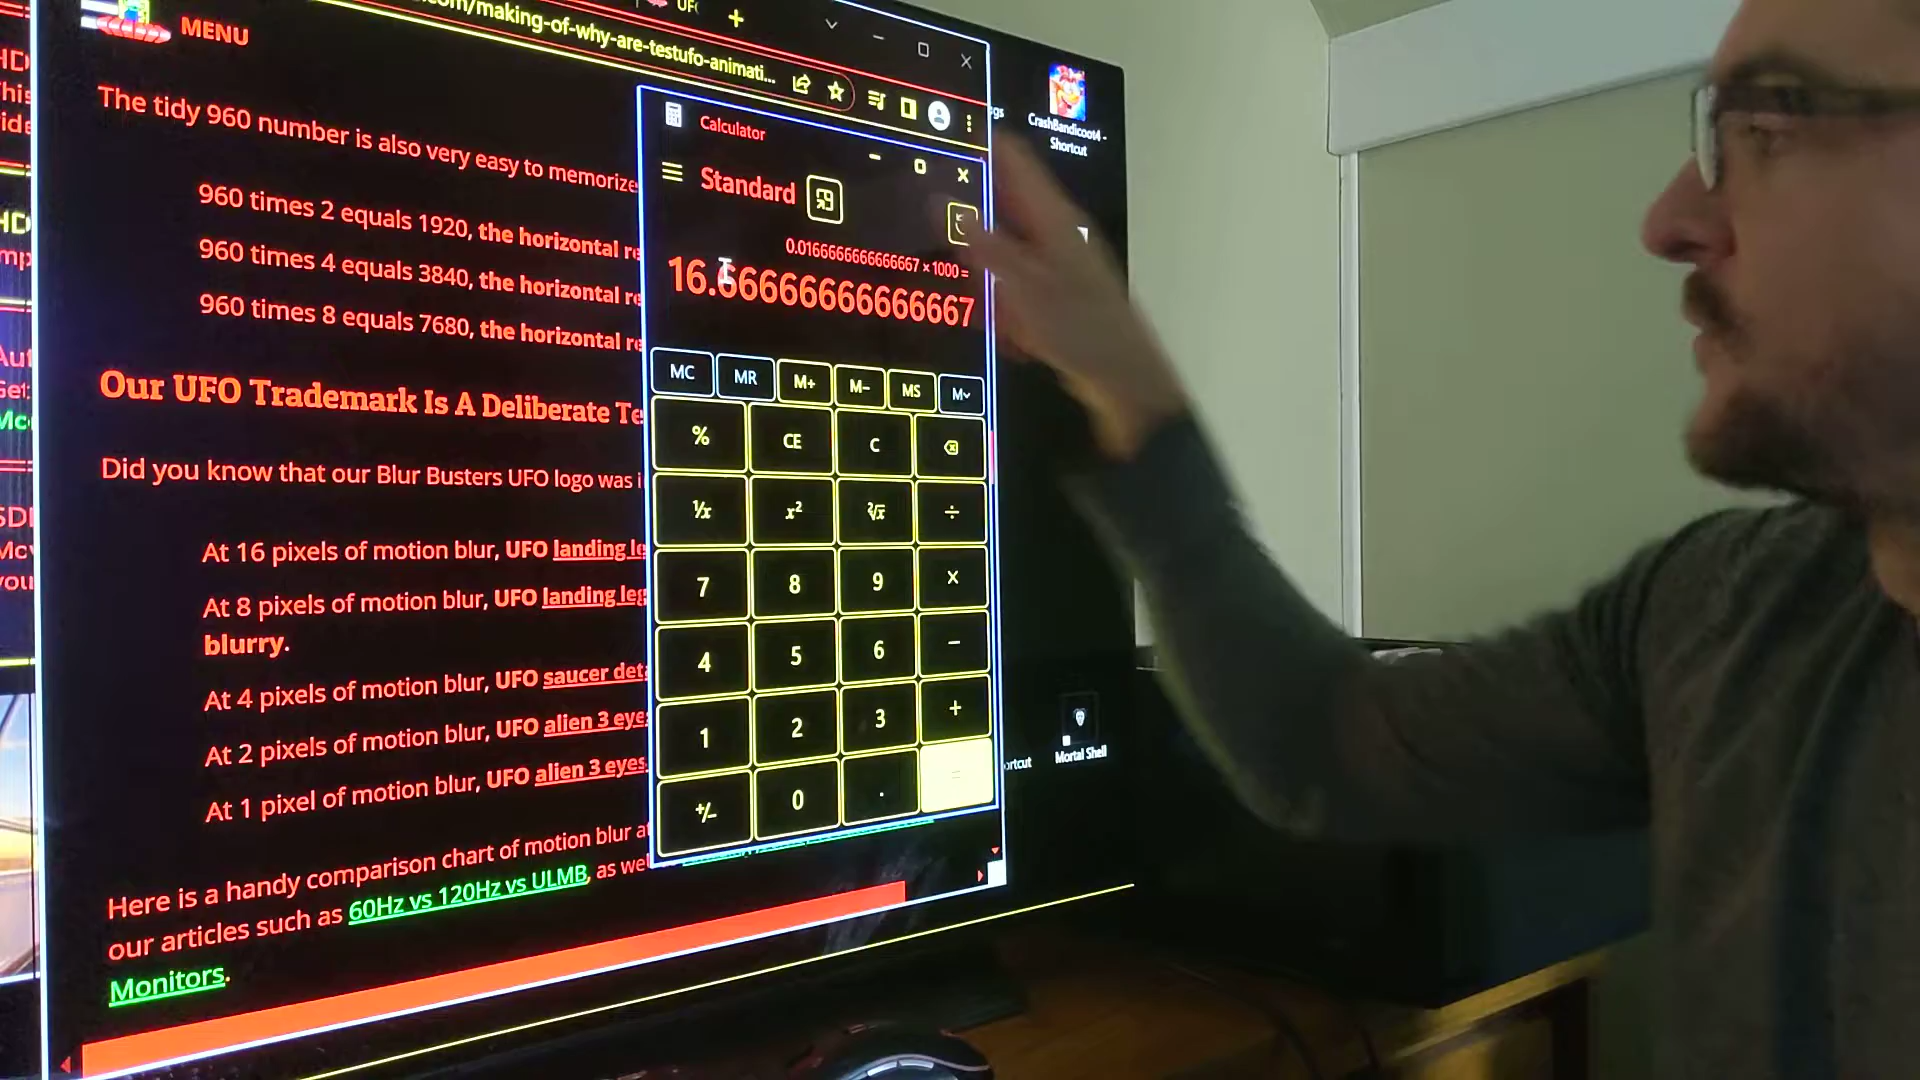 .com/making-of-why-are-testufo-animati...
MENU
The tidy 960 number is also very easy to memorize
960 times 2 equals 1920, the horizontal re
960 times 4 equals 3840, the horizontal re
960 times 8 equals 7680, the horizontal re
Our UFO Trademark Is A Deliberate Te
Did you know that our Blur Busters UFO logo was i
At 16 pixels of motion blur, UFO landing le
At 8 pixels of motion blur, UFO landing leg
blurry.
At 4 pixels of motion blur, UFO saucer det
At 2 pixels of motion blur, UFO alien 3 eye
At 1 pixel of motion blur, UFO alien 3 eyes
Here is a handy comparison chart of motion blur a
our articles such as 60Hz vs 120Hz vs ULMB, as we
Monitors.
Calculator
Standard
0.0166666666666667 × 1000 =
16.66666666666667
MC MR M+ M- MS M
% CE C
⅟x x² ²√x ÷
7 8 9 ×
4 5 6 −
1 2 3 +
+/- 0 . =
CrashBandicoot4 -
Shortcut
Mortal Shell